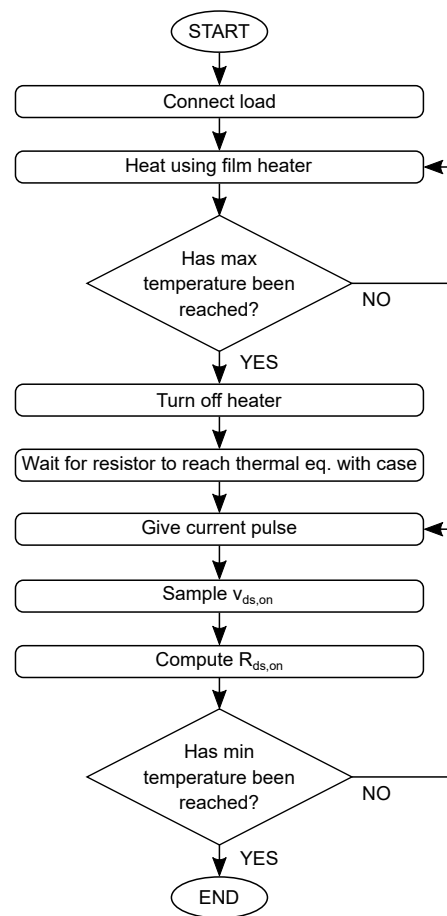 START
Connect load
Heat using film heater
Has max
temperature been
reached?
NO
YES
Turn off heater
Wait for resistor to reach thermal eq. with case
Give current pulse
Sample v_ds,on
Compute R_ds,on
Has min
temperature been
reached?
NO
YES
END